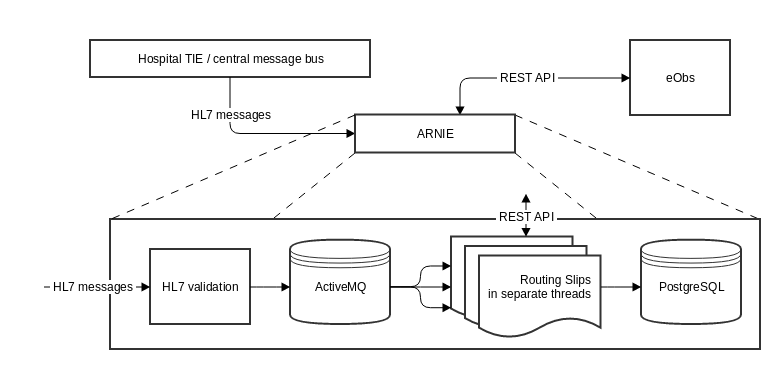 Hospital TIE / central message bus
REST API
eObs
HL7 messages
ARNIE
REST API
HL7 messages
HL7 validation
ActiveMQ
Routing Slips
in separate threads
PostgreSQL